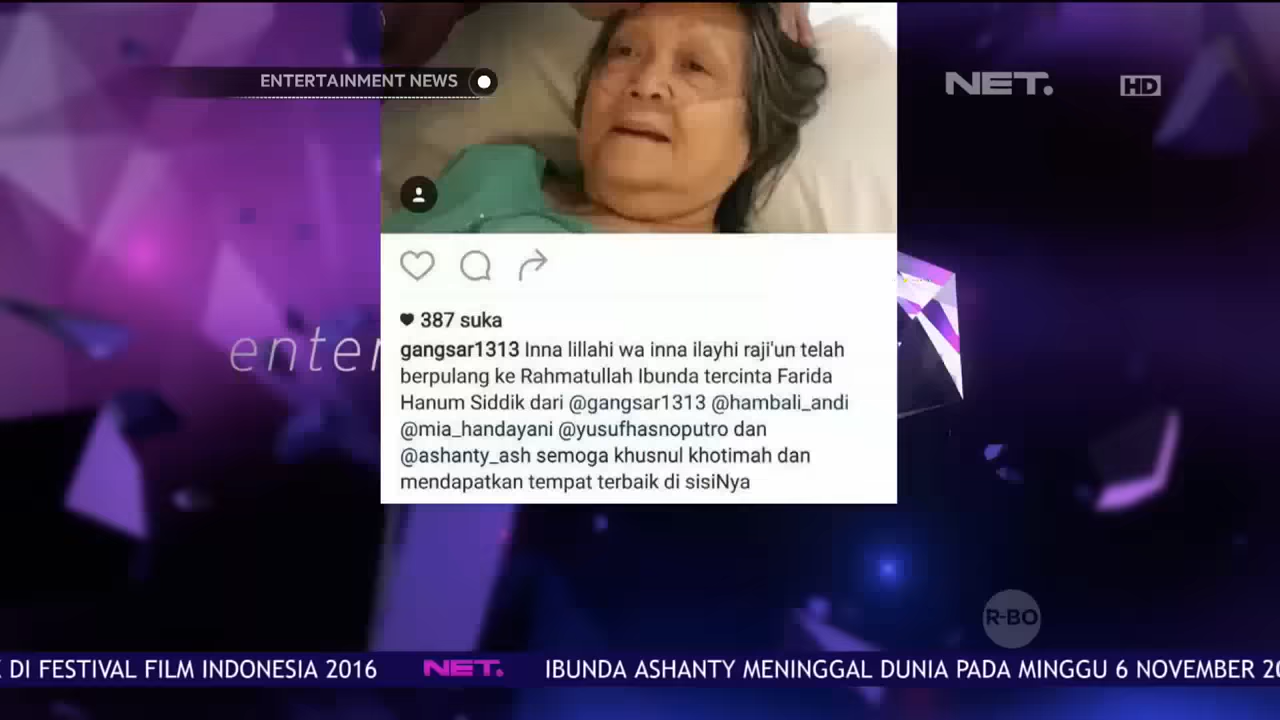 ENTERTAINMENT NEWS
NET.
HD
enter
387 suka
gangsar1313 Inna lillahi wa inna ilayhi raji'un telah
berpulang ke Rahmatullah Ibunda tercinta Farida
Hanum Siddik dari @gangsar1313 @hambali_andi
@mia_handayani @yusufhasnoputro dan
@ashanty_ash semoga khusnul khotimah dan
mendapatkan tempat terbaik di sisiNya
R-BO
DI FESTIVAL FILM INDONESIA 2016 NET. IBUNDA ASHANTY MENINGGAL DUNIA PADA MINGGU 6 NOVEMBER